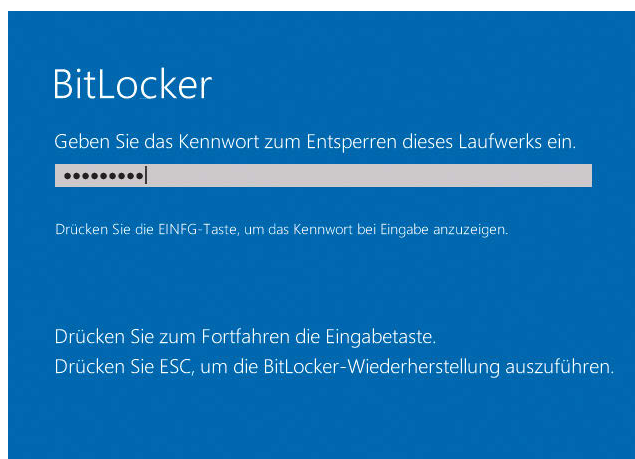 BitLocker
Geben Sie das Kennwort zum Entsperren dieses Laufwerks ein.
•••••••••
Drücken Sie die EINFG-Taste, um das Kennwort bei Eingabe anzuzeigen.
Drücken Sie zum Fortfahren die Eingabetaste.
Drücken Sie ESC, um die BitLocker-Wiederherstellung auszuführen.